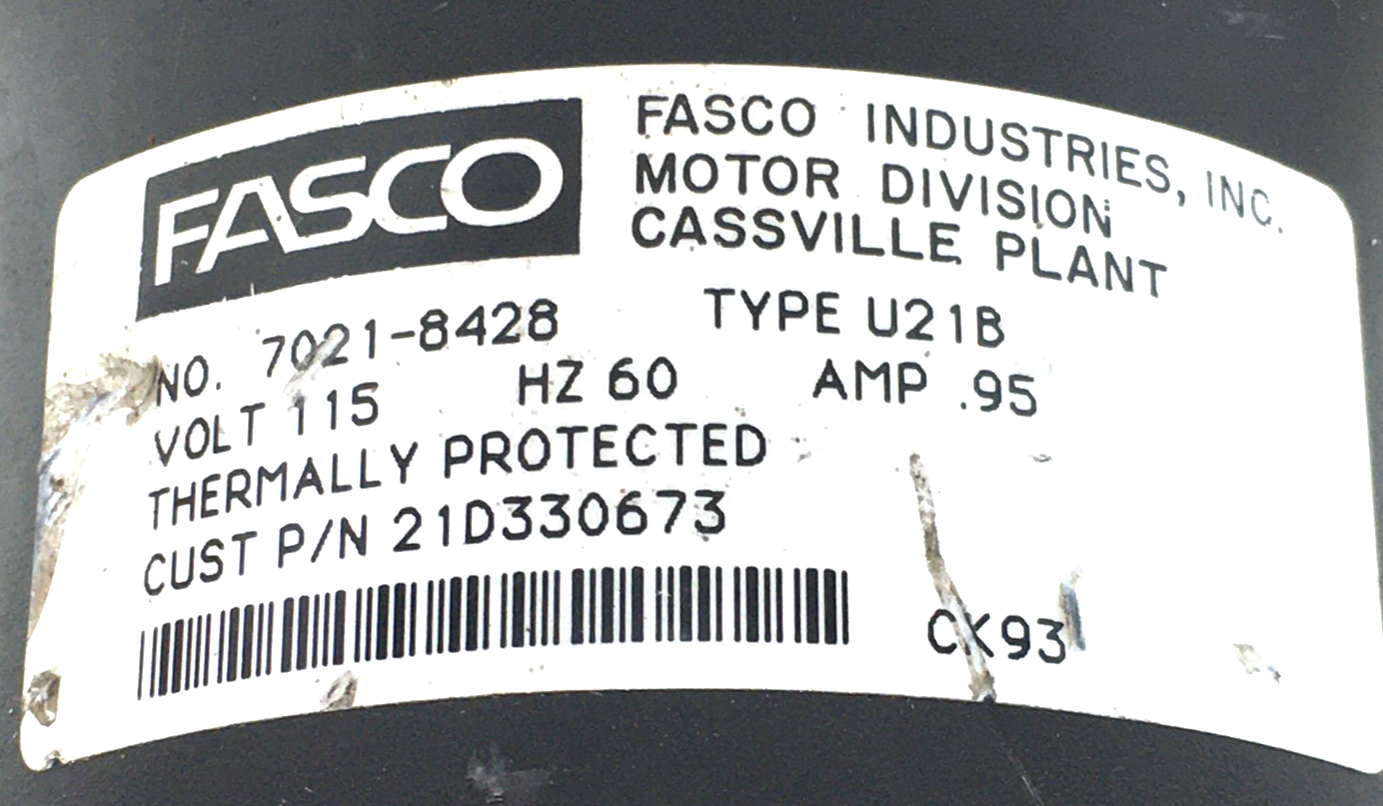 FASCO
FASCO INDUSTRIES, INC.
MOTOR DIVISION
CASSVILLE PLANT
NO. 7021-8428 TYPE U21B
VOLT 115 HZ 60 AMP .95
THERMALLY PROTECTED
CUST P/N 21D330673
CK93